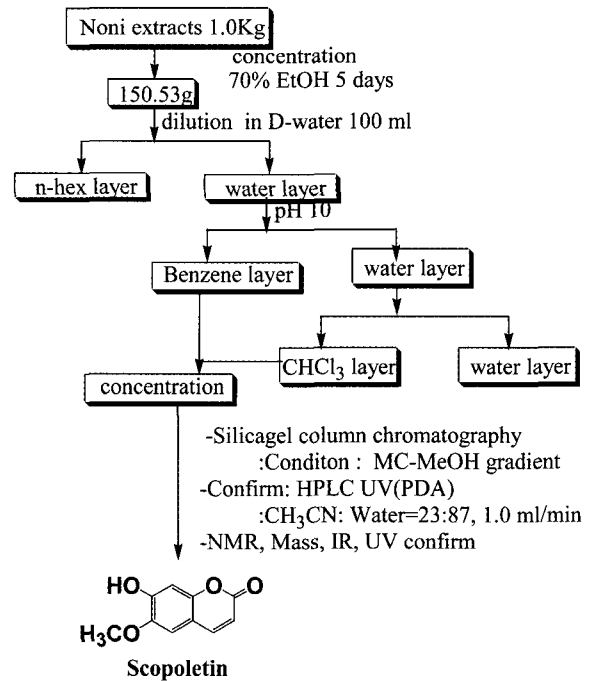 Noni extracts 1.0Kg
concentration
70% EtOH 5 days
150.53g
dilution in D-water 100 ml
n-hex layer
water layer
pH 10
Benzene layer
water layer
CHCl3 layer
water layer
concentration
-Silicagel column chromatography
:Conditon : MC-MeOH gradient
-Confirm: HPLC UV(PDA)
:CH3CN: Water=23:87, 1.0 ml/min
-NMR, Mass, IR, UV confirm
HO
O
O
H3CO
Scopoletin